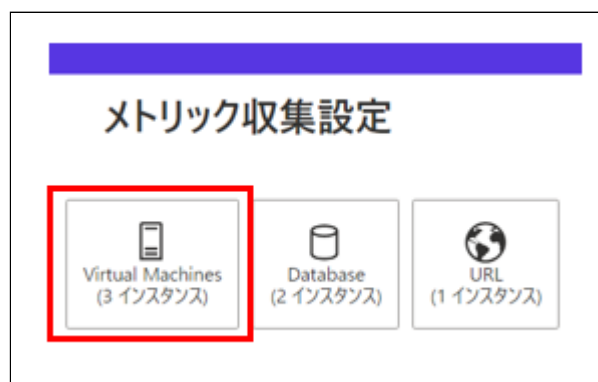 メトリック収集設定
Virtual Machines
(3 インスタンス)
Database
(2 インスタンス)
URL
(1 インスタンス)